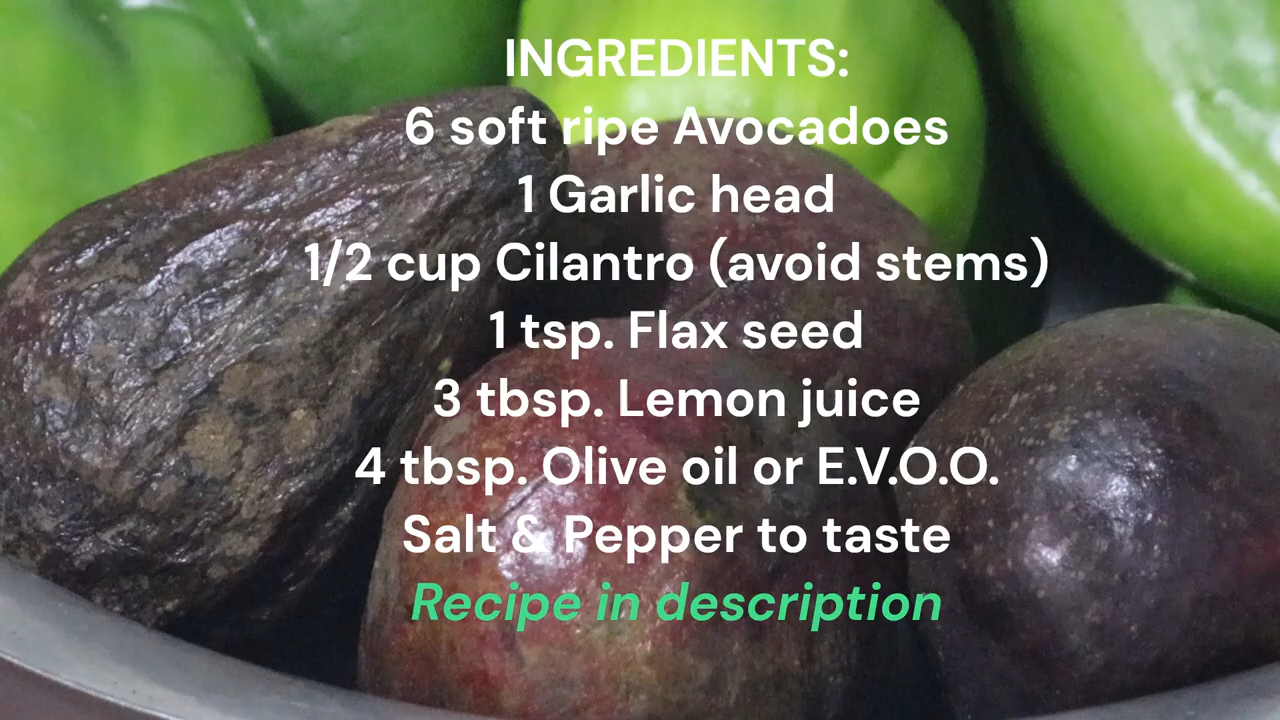 INGREDIENTS:
6 soft ripe Avocadoes
1 Garlic head
1/2 cup Cilantro (avoid stems)
1 tsp. Flax seed
3 tbsp. Lemon juice
4 tbsp. Olive oil or E.V.O.O.
Salt & Pepper to taste
Recipe in description